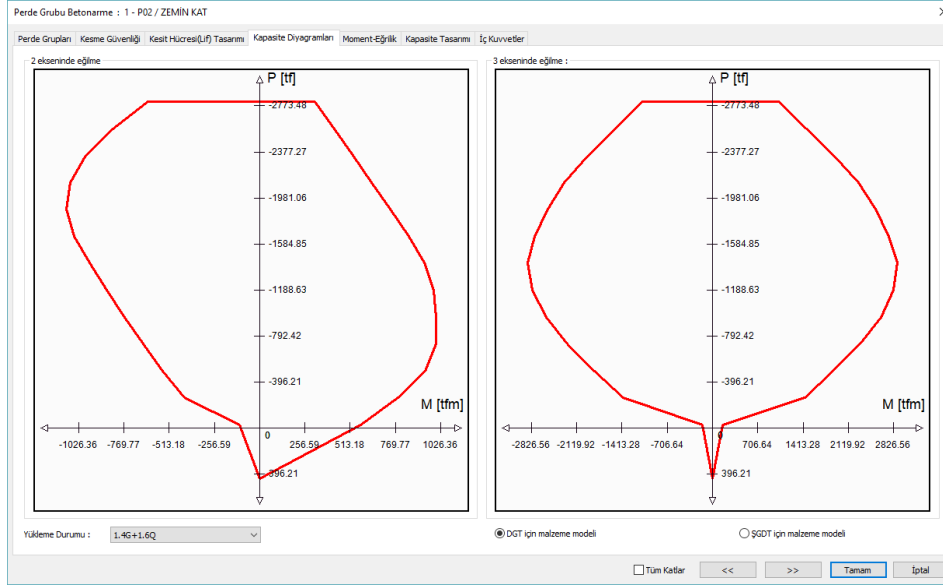 Perde Grubu Betonarme : 1 - P02 / ZEMİN KAT
Perde Grupları Kesme Güvenliği Kesit Hücresi(Lif) Tasarımı Kapasite Diyagramları Moment-Eğrilik Kapasite Tasarımı İç Kuvvetler
2 ekseninde eğilme
P [tf]
-2773.48
-2377.27
-1981.06
-1584.85
-1188.63
-792.42
-396.21
M [tfm]
0
-1026.36 -769.77 -513.18 -256.59 256.59 513.18 769.77 1026.36
396.21
3 ekseninde eğilme :
P [tf]
-2773.48
-2377.27
-1981.06
-1584.85
-1188.63
-792.42
-396.21
M [tfm]
0
-2826.56 -2119.92 -1413.28 -706.64 706.64 1413.28 2119.92 2826.56
396.21
Yükleme Durumu : 1.4G+1.6Q
DGT için malzeme modeli ŞGDT için malzeme modeli
Tüm Katlar << >> Tamam İptal